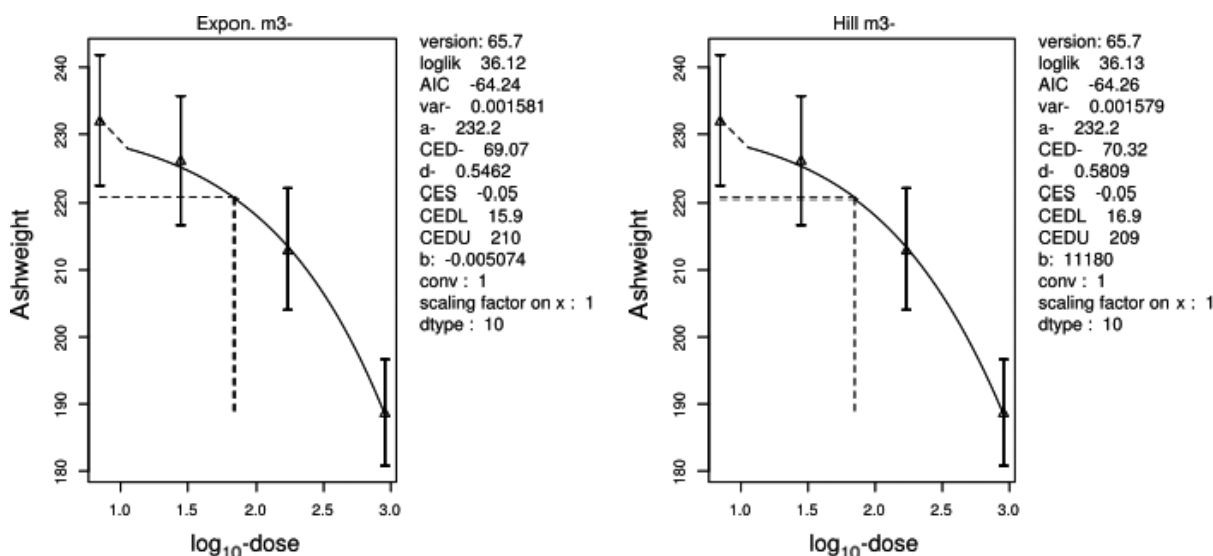 Expon. m3-
240
230
220
210
200
190
180
Ashweight
1.0 1.5 2.0 2.5 3.0
log10-dose
version: 65.7
loglik 36.12
AIC -64.24
var- 0.001581
a- 232.2
CED- 69.07
d- 0.5462
CES -0.05
CEDL 15.9
CEDU 210
b: -0.005074
conv : 1
scaling factor on x : 1
dtype : 10
Hill m3-
240
230
220
210
200
190
180
Ashweight
1.0 1.5 2.0 2.5 3.0
log10-dose
version: 65.7
loglik 36.13
AIC -64.26
var- 0.001579
a- 232.2
CED- 70.32
d- 0.5809
CES -0.05
CEDL 16.9
CEDU 209
b: 11180
conv : 1
scaling factor on x : 1
dtype : 10